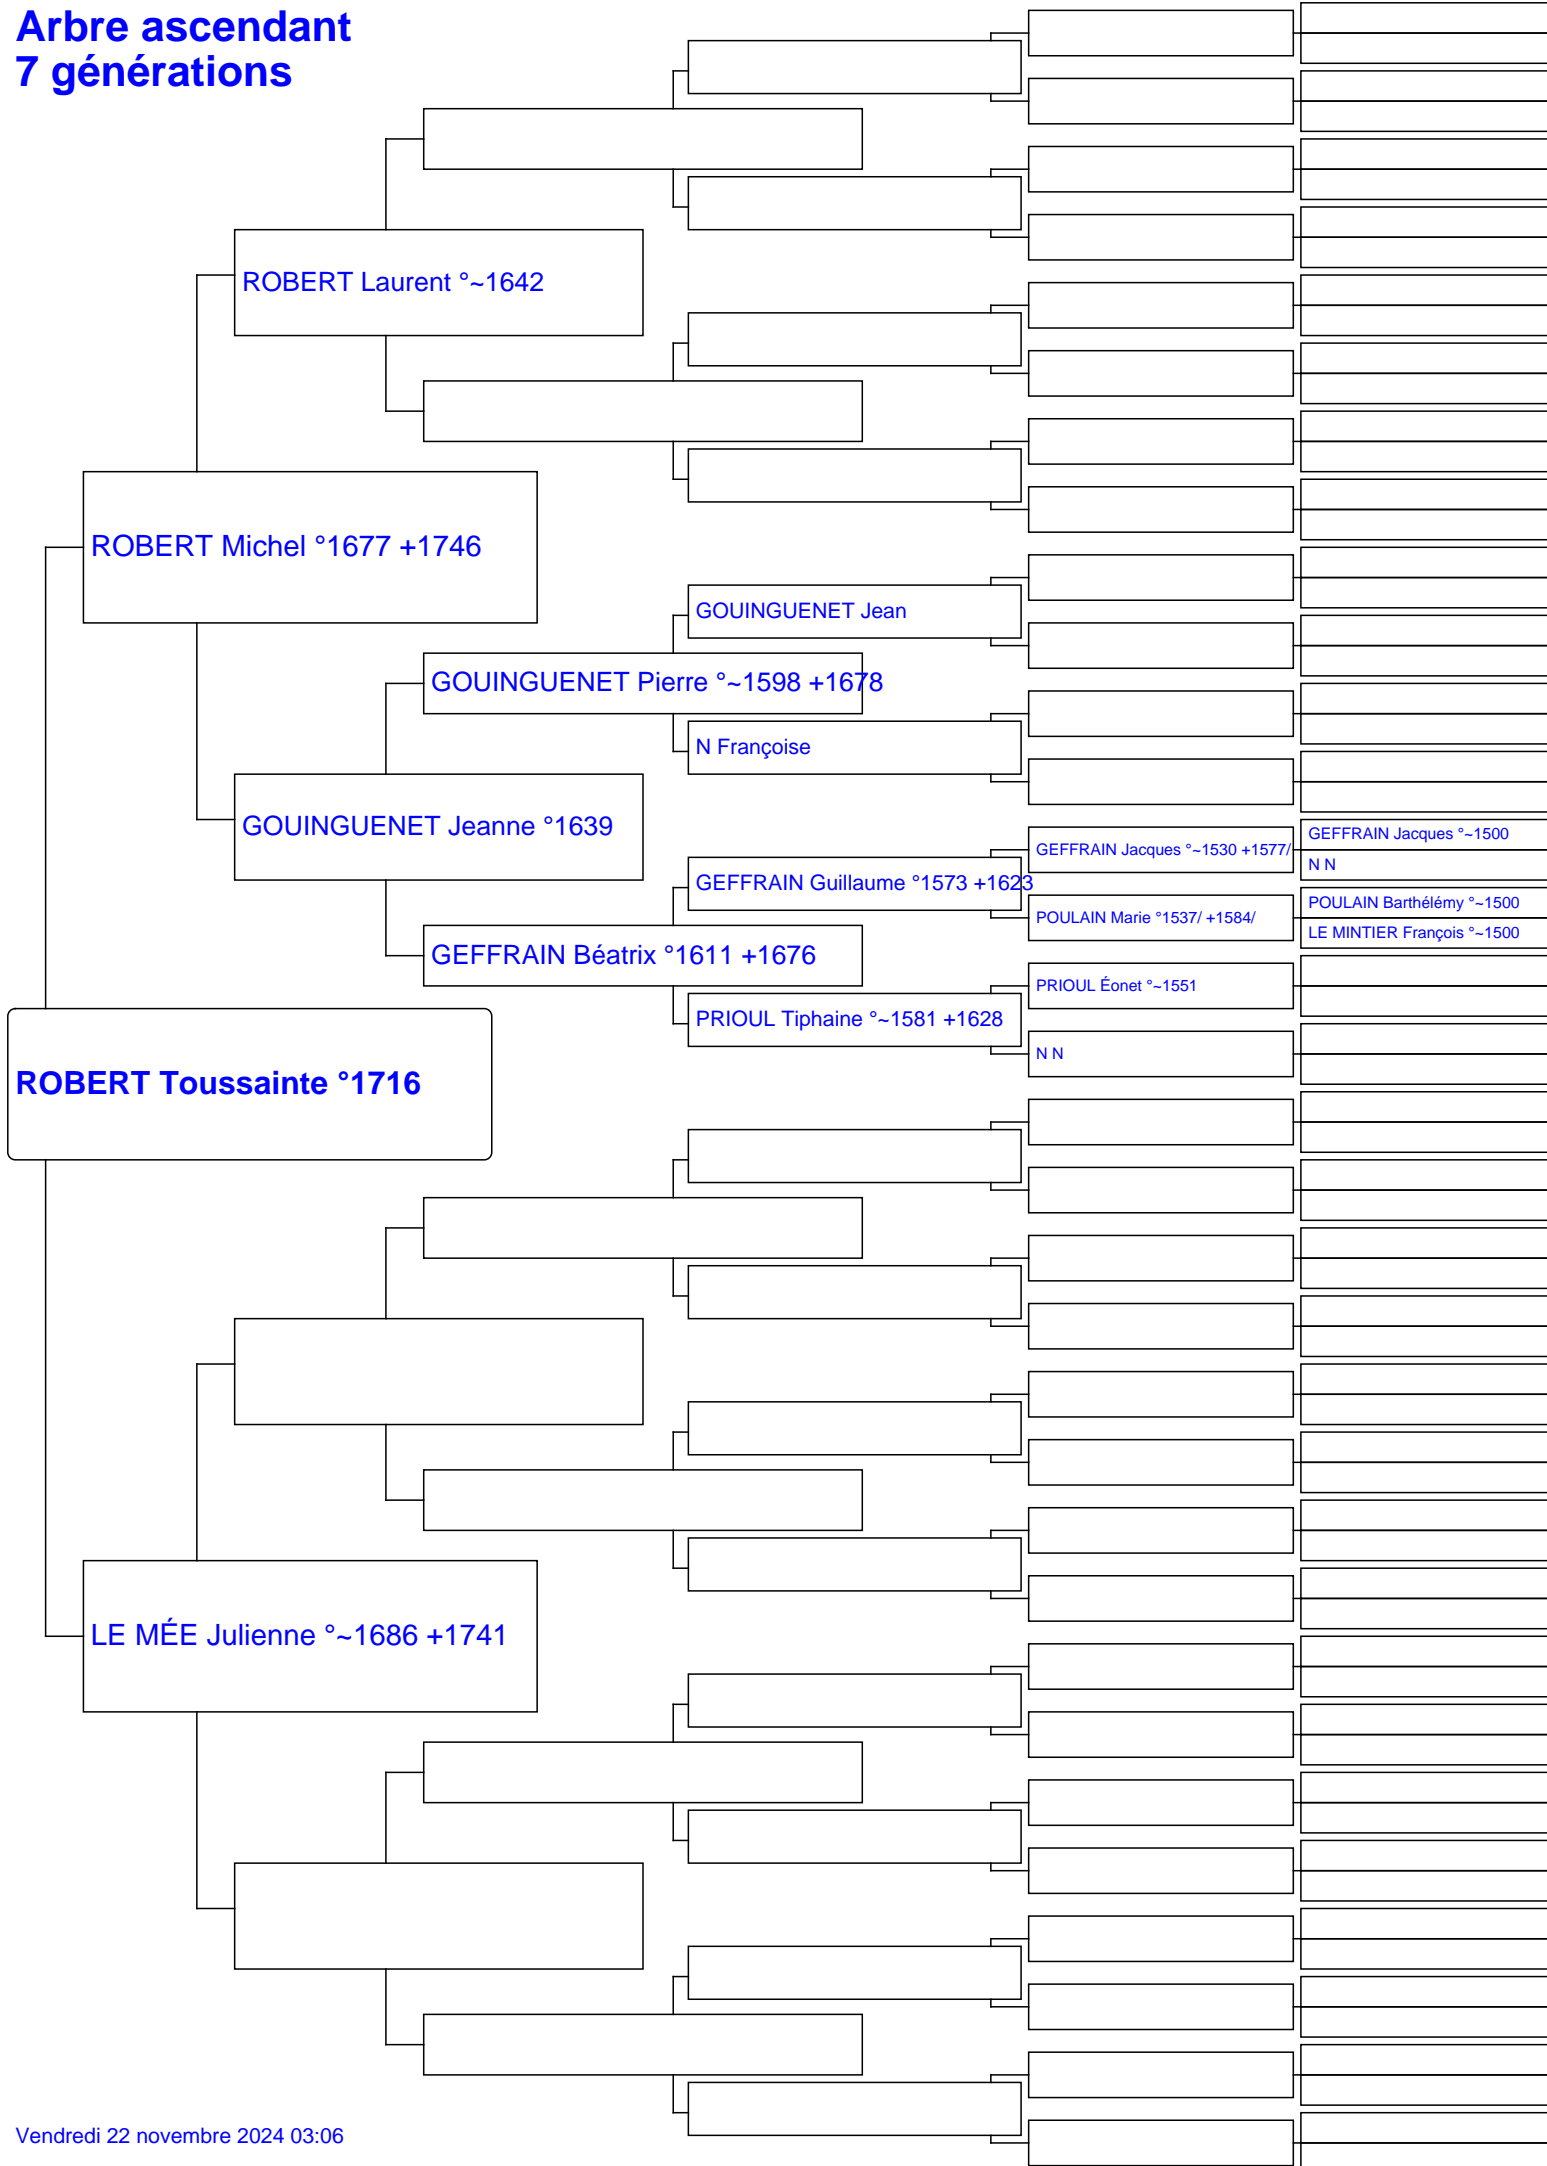 Arbre ascendant
7 générations
ROBERT Laurent °~1642
ROBERT Michel °1677 +1746
GOUINGUENET Jean
GOUINGUENET Pierre °~1598 +1678
N Françoise
GOUINGUENET Jeanne °1639
GEFFRAIN Jacques °~1500
GEFFRAIN Jacques °~1530 +1577/
N N
GEFFRAIN Guillaume °1573 +1623
POULAIN Barthélémy °~1500
POULAIN Marie °1537/ +1584/
LE MINTIER François °~1500
GEFFRAIN Béatrix °1611 +1676
PRIOUL Éonet °~1551
PRIOUL Tiphaine °~1581 +1628
N N
ROBERT Toussainte °1716
LE MÉE Julienne °~1686 +1741
Vendredi 22 novembre 2024 03:06